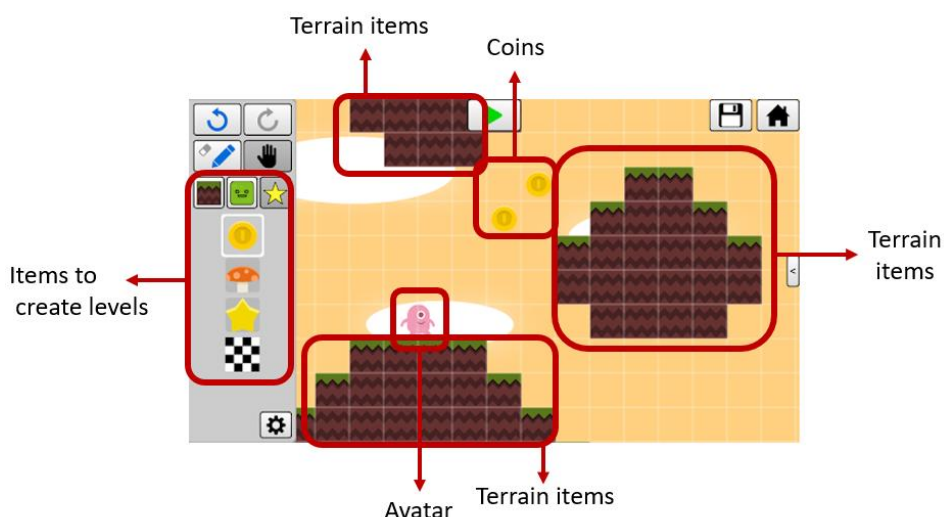 Terrain items
Coins
Terrain
items
Items to
create levels
<
Avatar
Terrain items